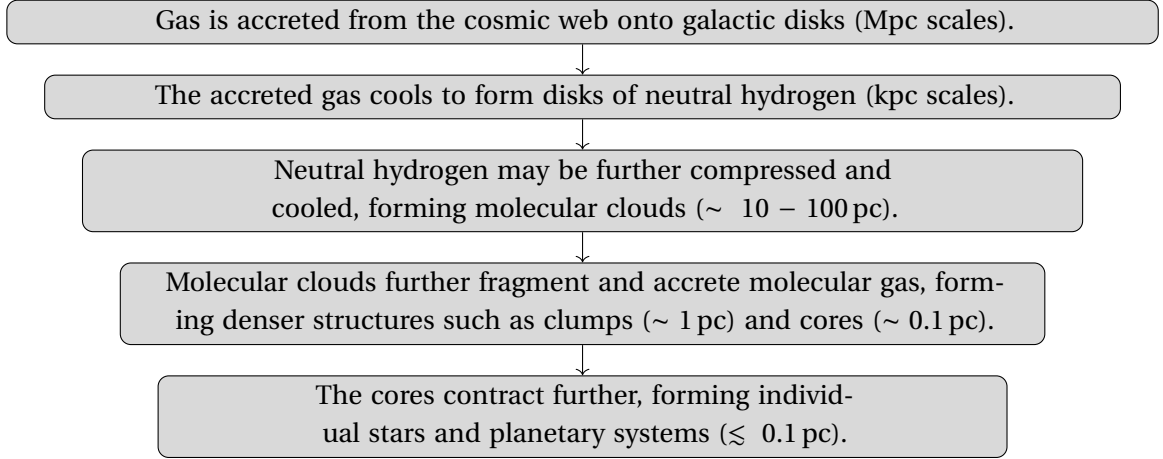 Gas is accreted from the cosmic web onto galactic disks (Mpc scales).
The accreted gas cools to form disks of neutral hydrogen (kpc scales).
Neutral hydrogen may be further compressed and
cooled, forming molecular clouds (∼ 10 − 100 pc).
Molecular clouds further fragment and accrete molecular gas, form-
ing denser structures such as clumps (∼ 1 pc) and cores (∼ 0.1 pc).
The cores contract further, forming individ-
ual stars and planetary systems (≲ 0.1 pc).